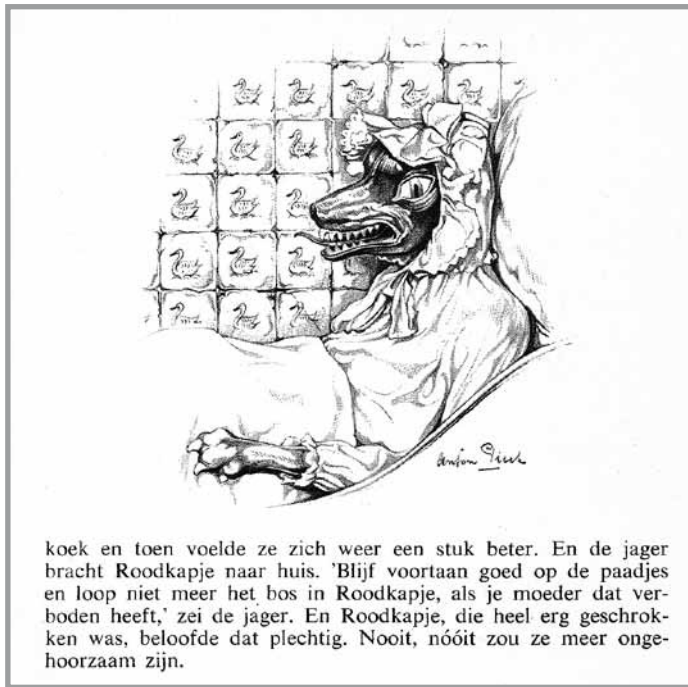 Anton Pieck
koek en toen voelde ze zich weer een stuk beter. En de jager
bracht Roodkapje naar huis. 'Blijf voortaan goed op de paadjes
en loop niet meer het bos in Roodkapje, als je moeder dat ver-
boden heeft,' zei de jager. En Roodkapje, die heel erg geschrok-
ken was, beloofde dat plechtig. Nooit, nóóit zou ze meer onge-
hoorzaam zijn.